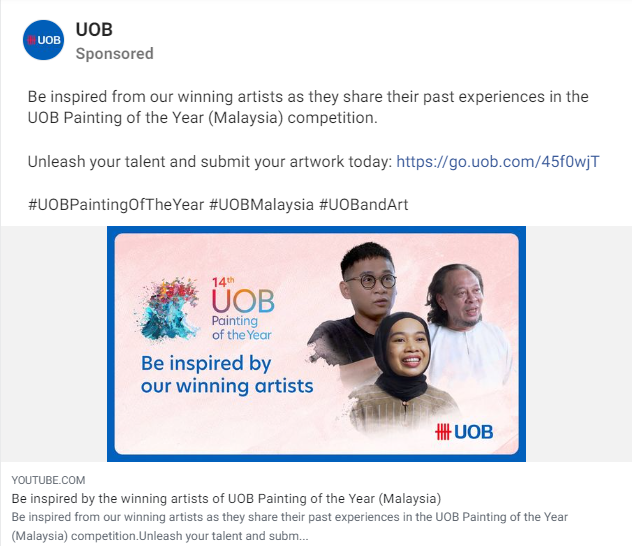 UOB
UOB
Sponsored
Be inspired from our winning artists as they share their past experiences in the
UOB Painting of the Year (Malaysia) competition.
Unleash your talent and submit your artwork today: https://go.uob.com/45f0wjT
#UOBPaintingOfTheYear #UOBMalaysia #UOBandArt
14th
UOB
Painting
of the Year
Be inspired by
our winning artists
UOB
YOUTUBE.COM
Be inspired by the winning artists of UOB Painting of the Year (Malaysia)
Be inspired from our winning artists as they share their past experiences in the UOB Painting of the Year
(Malaysia) competition.Unleash your talent and subm...